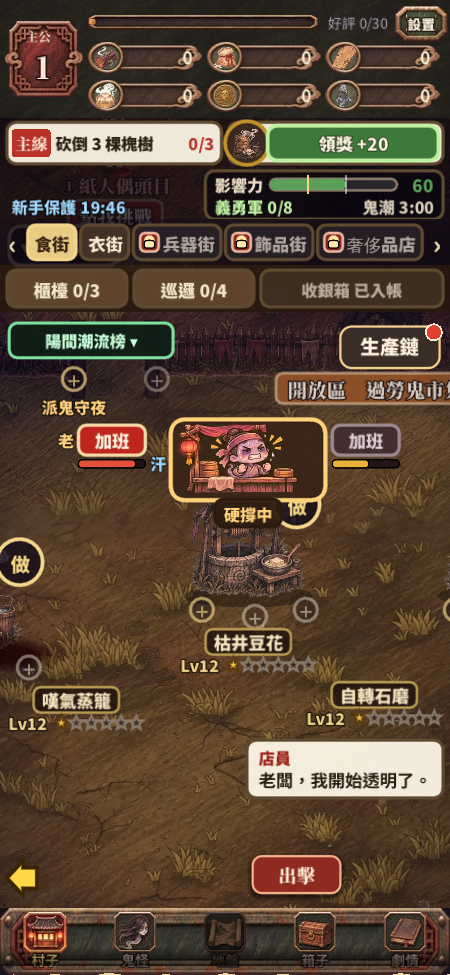 主公
1
好評 0/30
設置
0
0
0
0
0
0
主線 砍倒 3 棵槐樹 0/3
領獎 +20
紙人偶頭目
影響力 60
新手保護 19:46
義勇軍 0/8
鬼潮 3:00
‹ 食街 衣街 兵器街 飾品街 奢侈品店 ›
櫃檯 0/3
巡邏 0/4
收銀箱 已入帳
陽間潮流榜 ▾
生產鏈
派鬼守夜
開放區 過勞鬼市
老 加班
加班
汗
硬撐中
做
做
枯井豆花
Lv12
嘆氣蒸籠
Lv12
自轉石磨
Lv12
店員
老闆，我開始透明了。
出擊
村子
鬼怪
箱子
劇情